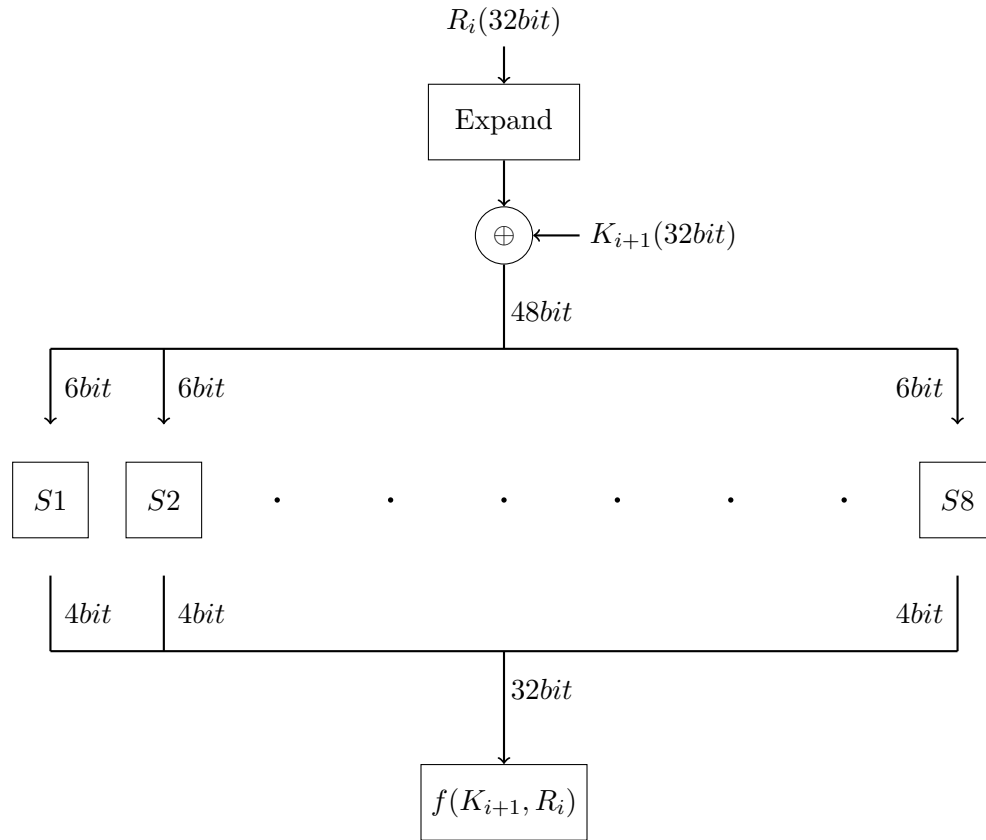 R_i(32bit)
Expand
⊕
K_{i+1}(32bit)
48bit
6bit 6bit 6bit
S1 S2 · · · · · · S8
4bit 4bit 4bit
32bit
f(K_{i+1}, R_i)